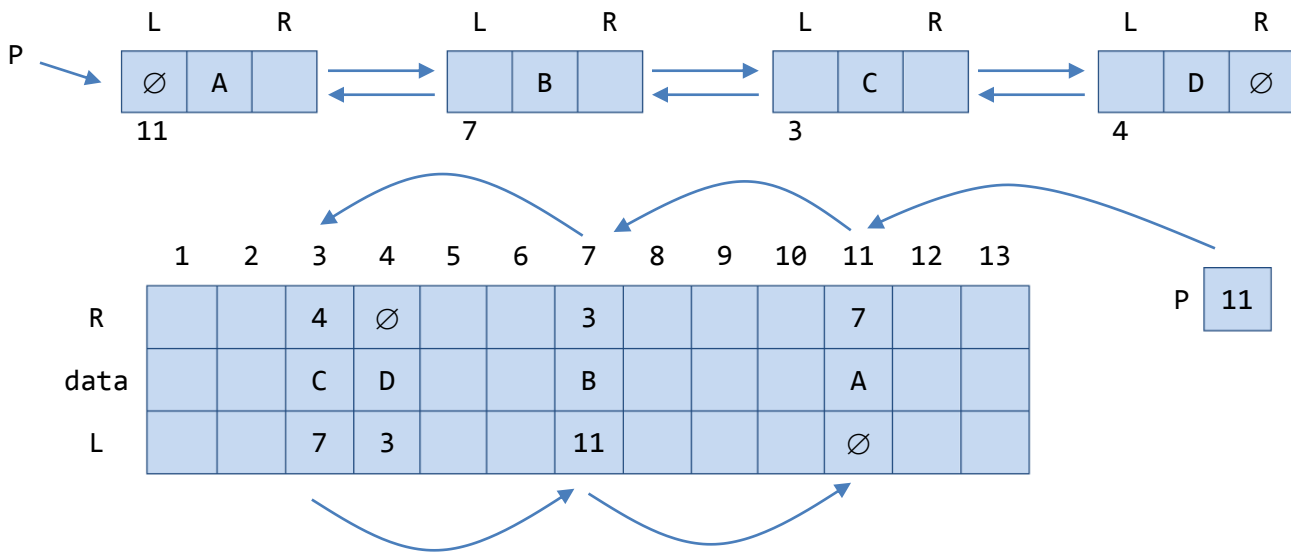 L R L R L R L R
P ∅ A B C D ∅
11 7 3 4
1 2 3 4 5 6 7 8 9 10 11 12 13
R 4 ∅ 3 7 P 11
data C D B A
L 7 3 11 ∅